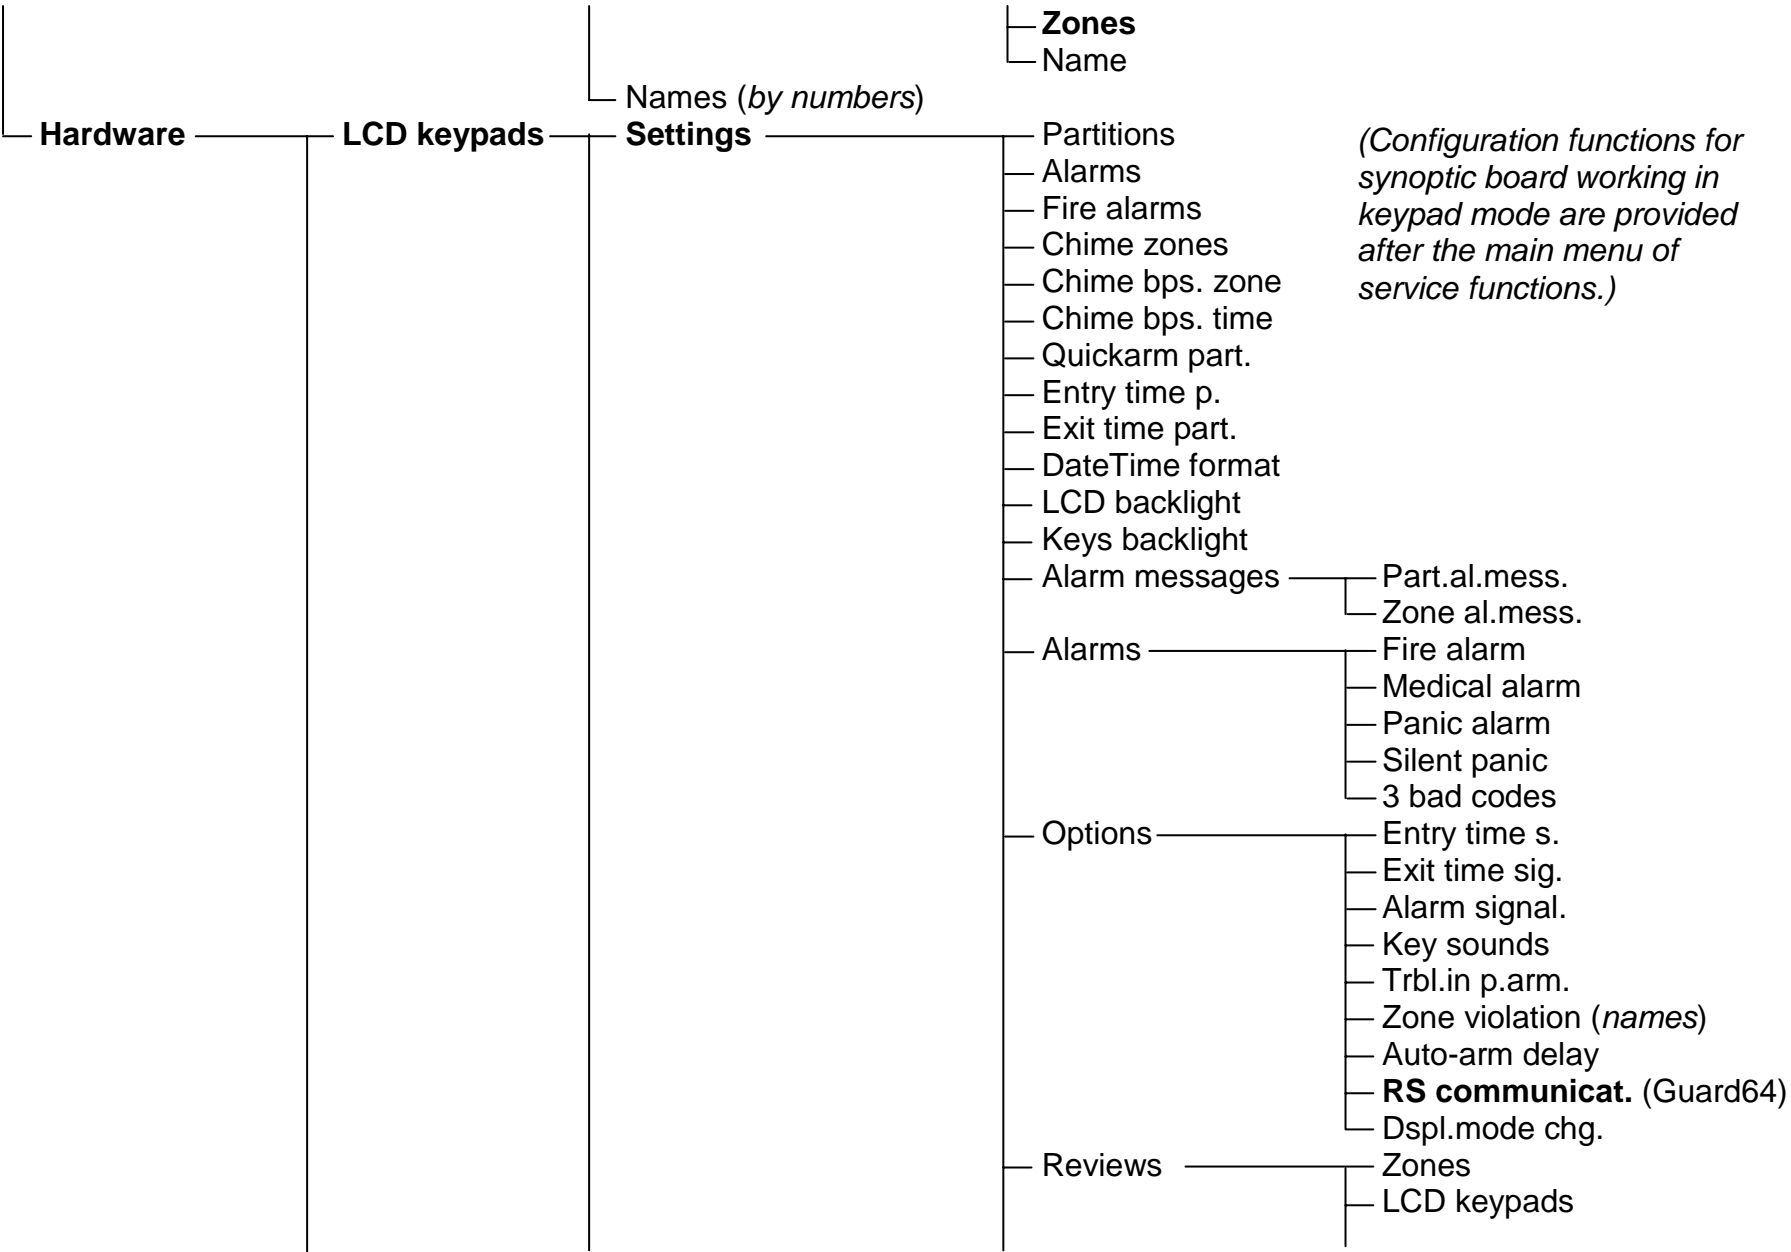 Zones
Name
Names (by numbers)
Hardware LCD keypads Settings Partitions
Alarms
Fire alarms
Chime zones
Chime bps. zone
Chime bps. time
Quickarm part.
Entry time p.
Exit time part.
DateTime format
LCD backlight
Keys backlight
(Configuration functions for
synoptic board working in
keypad mode are provided
after the main menu of
service functions.)
Alarm messages Part.al.mess.
Zone al.mess.
Alarms Fire alarm
Medical alarm
Panic alarm
Silent panic
3 bad codes
Options Entry time s.
Exit time sig.
Alarm signal.
Key sounds
Trbl.in p.arm.
Zone violation (names)
Auto-arm delay
RS communicat. (Guard64)
Dspl.mode chg.
Reviews Zones
LCD keypads